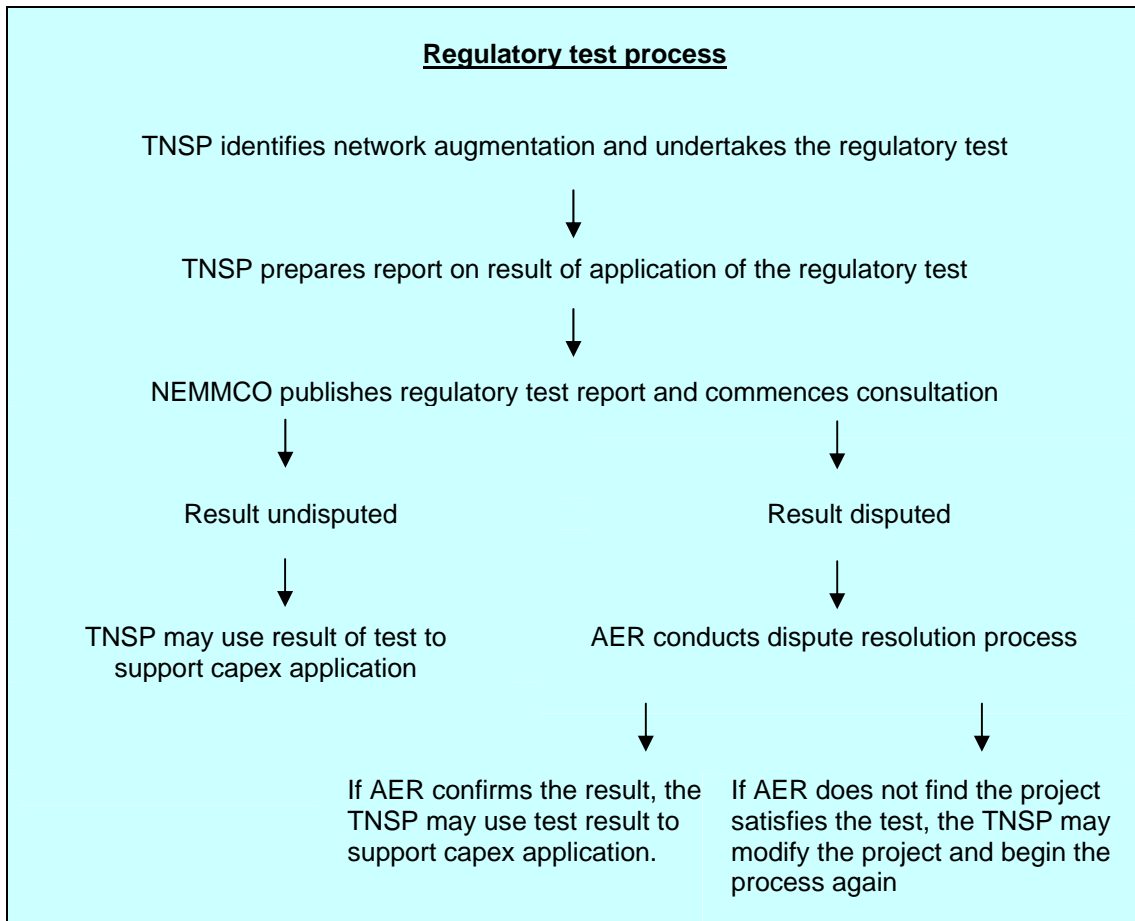 Regulatory test process
TNSP identifies network augmentation and undertakes the regulatory test
TNSP prepares report on result of application of the regulatory test
NEMMCO publishes regulatory test report and commences consultation
Result undisputed
Result disputed
TNSP may use result of test to
support capex application
AER conducts dispute resolution process
If AER confirms the result, the
TNSP may use test result to
support capex application.
If AER does not find the project
satisfies the test, the TNSP may
modify the project and begin the
process again